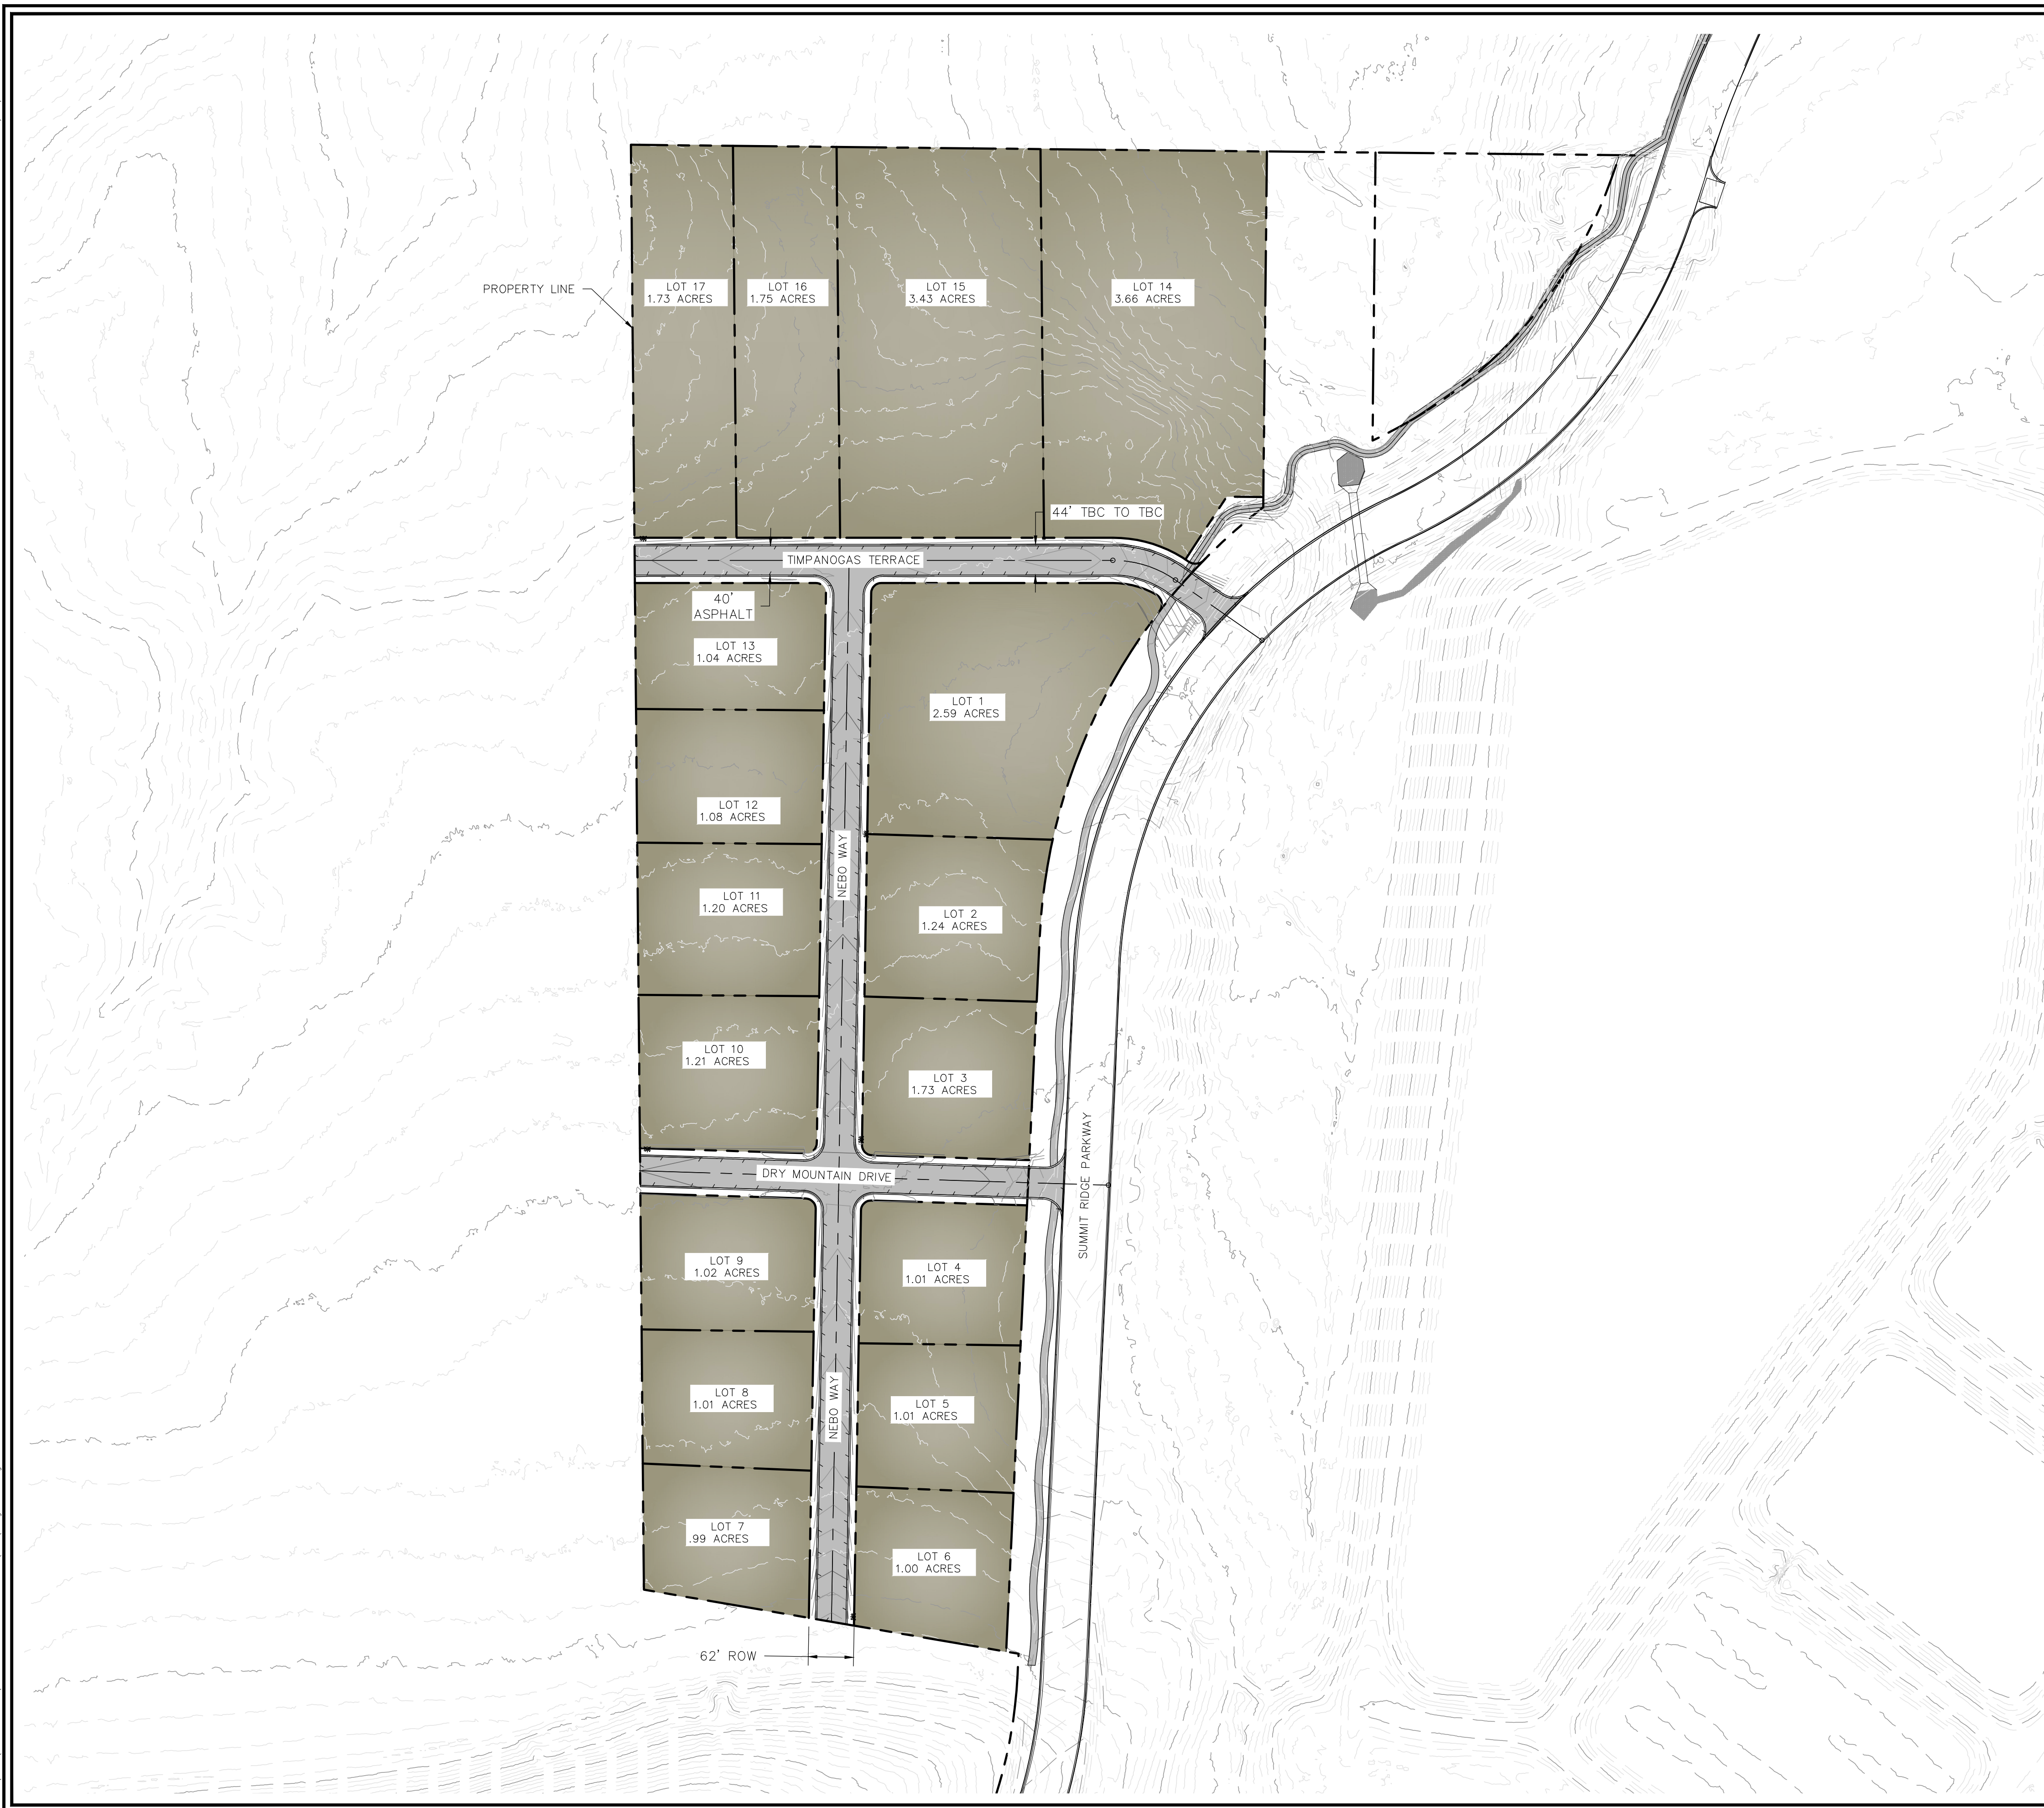 PROPERTY LINE
LOT 17
1.73 ACRES
LOT 16
1.75 ACRES
LOT 15
3.43 ACRES
LOT 14
3.66 ACRES
44' TBC TO TBC
TIMPANOGAS TERRACE
40'
ASPHALT
LOT 13
1.04 ACRES
LOT 1
2.59 ACRES
LOT 12
1.08 ACRES
NEBO WAY
LOT 11
1.20 ACRES
LOT 2
1.24 ACRES
LOT 10
1.21 ACRES
LOT 3
1.73 ACRES
SUMMIT RIDGE PARKWAY
DRY MOUNTAIN DRIVE
LOT 9
1.02 ACRES
LOT 4
1.01 ACRES
LOT 8
1.01 ACRES
NEBO WAY
LOT 5
1.01 ACRES
LOT 7
.99 ACRES
LOT 6
1.00 ACRES
62' ROW